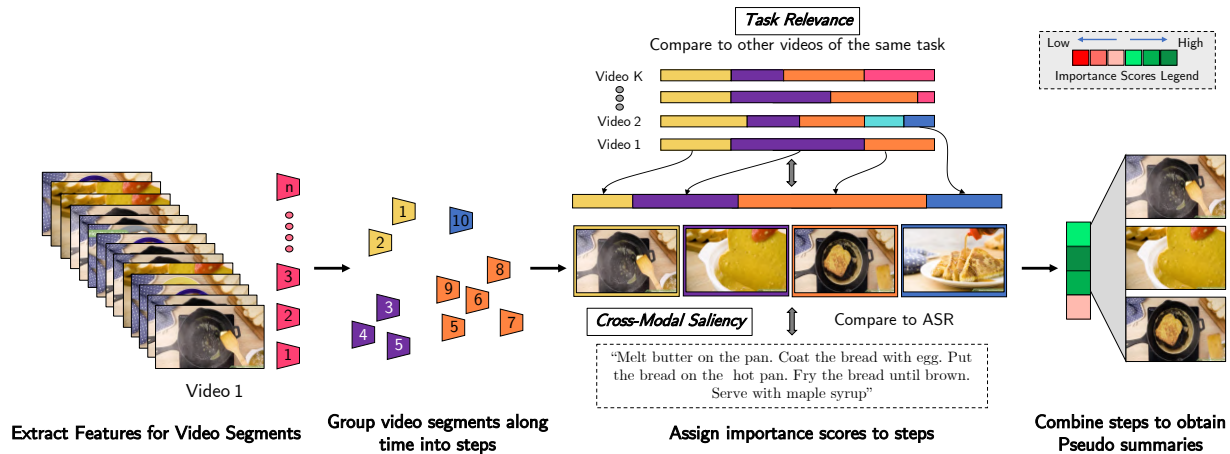 Task Relevance
Compare to other videos of the same task
Low
High
Importance Scores Legend
Video K
Video 2
Video 1
n
3
2
1
Video 1
1
2
10
3
4
5
8
9
6
5
7
Cross-Modal Saliency
Compare to ASR
“Melt butter on the pan. Coat the bread with egg. Put
the bread on the hot pan. Fry the bread until brown.
Serve with maple syrup”
Extract Features for Video Segments
Group video segments along
time into steps
Assign importance scores to steps
Combine steps to obtain
Pseudo summaries